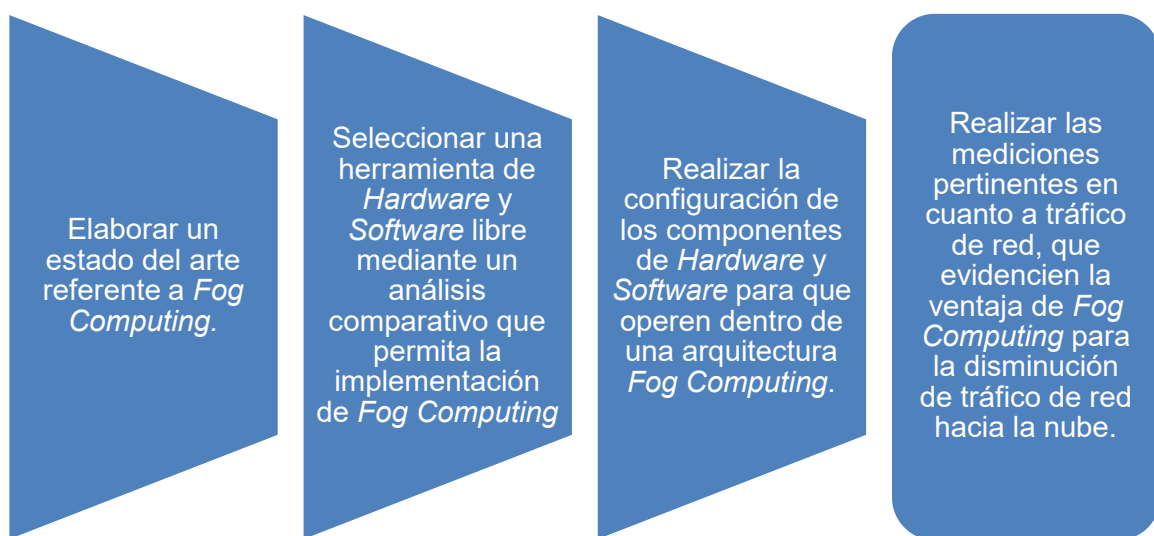 Elaborar un
estado del arte
referente a Fog
Computing.
Seleccionar una
herramienta de
Hardware y
Software libre
mediante un
análisis
comparativo que
permita la
implementación
de Fog Computing
Realizar la
configuración de
los componentes
de Hardware y
Software para que
operen dentro de
una arquitectura
Fog Computing.
Realizar las
mediciones
pertinentes en
cuanto a tráfico
de red, que
evidencien la
ventaja de Fog
Computing para
la disminución
de tráfico de red
hacia la nube.